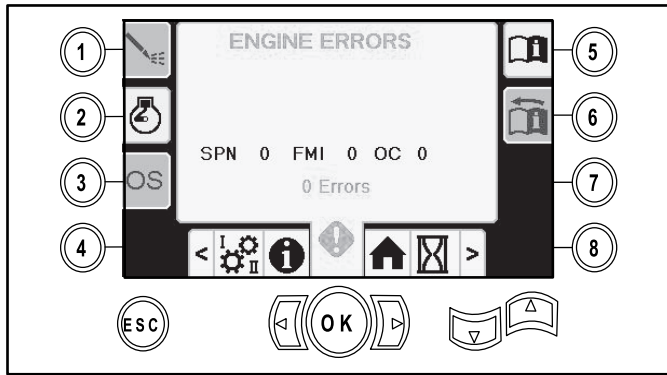 ENGINE ERRORS
1
5
2
6
SPN 0 FMI 0 OC 0
3
OS
0 Errors
7
4
< I II i ! >
8
ESC
OK